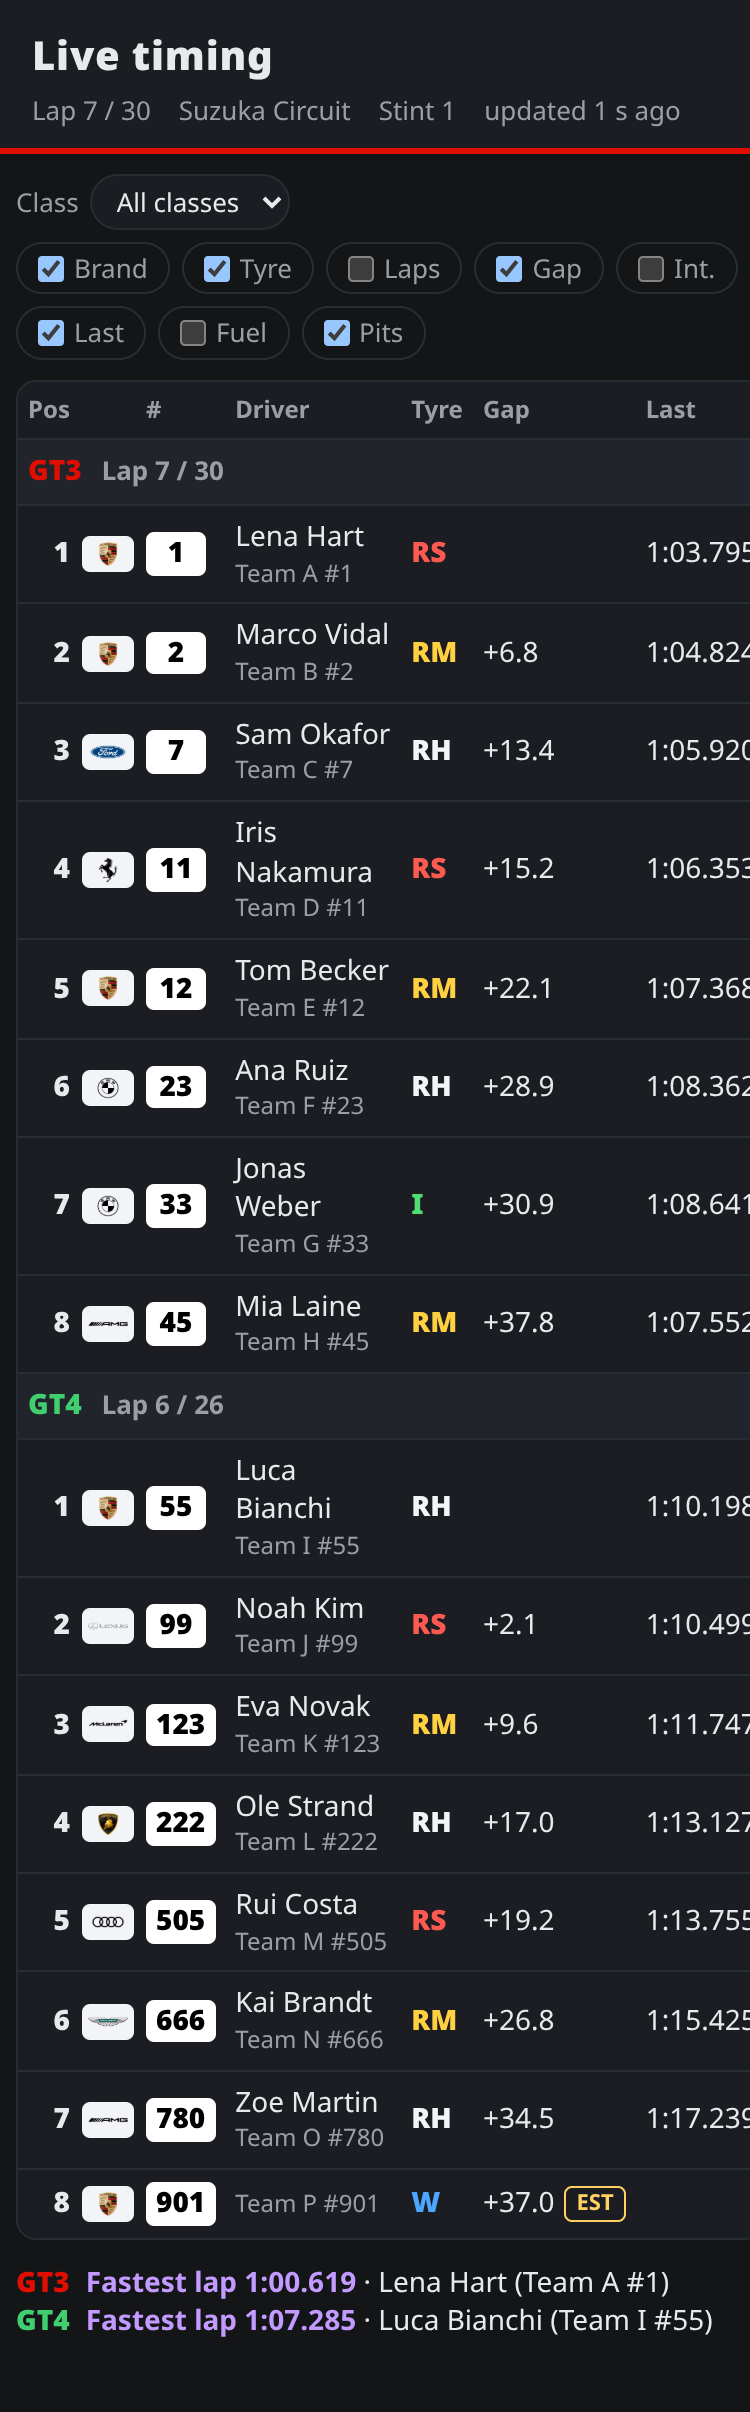 Live timing
Lap 7 / 30 Suzuka Circuit Stint 1 updated 1 s ago
Class All classes
Brand Tyre Laps Gap Int.
Last Fuel Pits
Pos # Driver Tyre Gap Last
GT3 Lap 7 / 30
1 1 Lena Hart RS 1:03.795
Team A #1
2 2 Marco Vidal RM +6.8 1:04.824
Team B #2
3 Ford 7 Sam Okafor RH +13.4 1:05.920
Team C #7
4 11 Iris Nakamura RS +15.2 1:06.353
Team D #11
5 12 Tom Becker RM +22.1 1:07.368
Team E #12
6 23 Ana Ruiz RH +28.9 1:08.362
Team F #23
7 33 Jonas Weber I +30.9 1:08.641
Team G #33
8 AMG 45 Mia Laine RM +37.8 1:07.552
Team H #45
GT4 Lap 6 / 26
1 55 Luca Bianchi RH 1:10.198
Team I #55
2 LEXUS 99 Noah Kim RS +2.1 1:10.499
Team J #99
3 McLaren 123 Eva Novak RM +9.6 1:11.747
Team K #123
4 222 Ole Strand RH +17.0 1:13.127
Team L #222
5 505 Rui Costa RS +19.2 1:13.755
Team M #505
6 666 Kai Brandt RM +26.8 1:15.425
Team N #666
7 AMG 780 Zoe Martin RH +34.5 1:17.239
Team O #780
8 901 Team P #901 W +37.0 EST
GT3 Fastest lap 1:00.619 · Lena Hart (Team A #1)
GT4 Fastest lap 1:07.285 · Luca Bianchi (Team I #55)